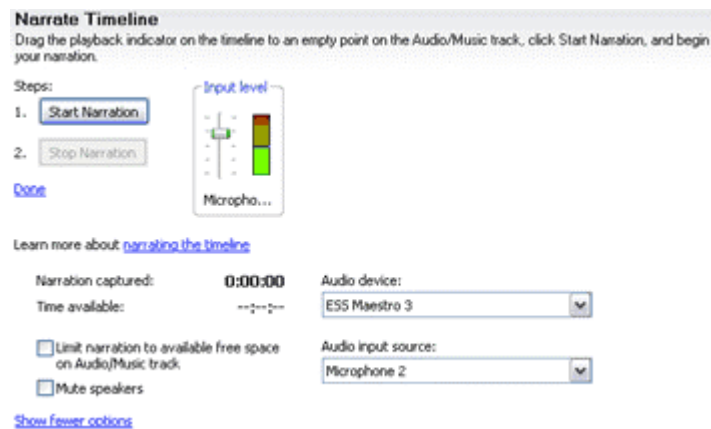 Narrate Timeline
Drag the playback indicator on the timeline to an empty point on the Audio/Music track, click Start Narration, and begin
your narration.
Steps:
1. Start Narration
2. Stop Narration
Done
Input level
Micropho...
Learn more about narrating the timeline
Narration captured: 0:00:00
Time available: --:--:--
Limit narration to available free space
on Audio/Music track
Mute speakers
Audio device:
ESS Maestro 3
Audio input source:
Microphone 2
Show fewer options